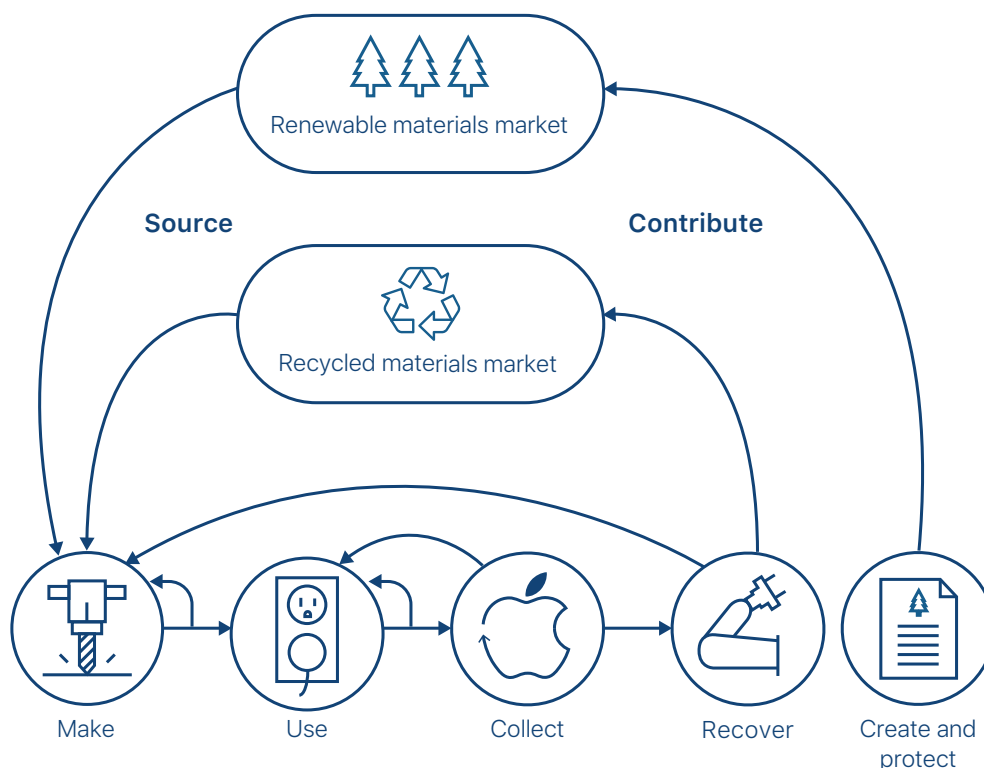 Renewable materials market
Source
Contribute
Recycled materials market
Make
Use
Collect
Recover
Create and
protect